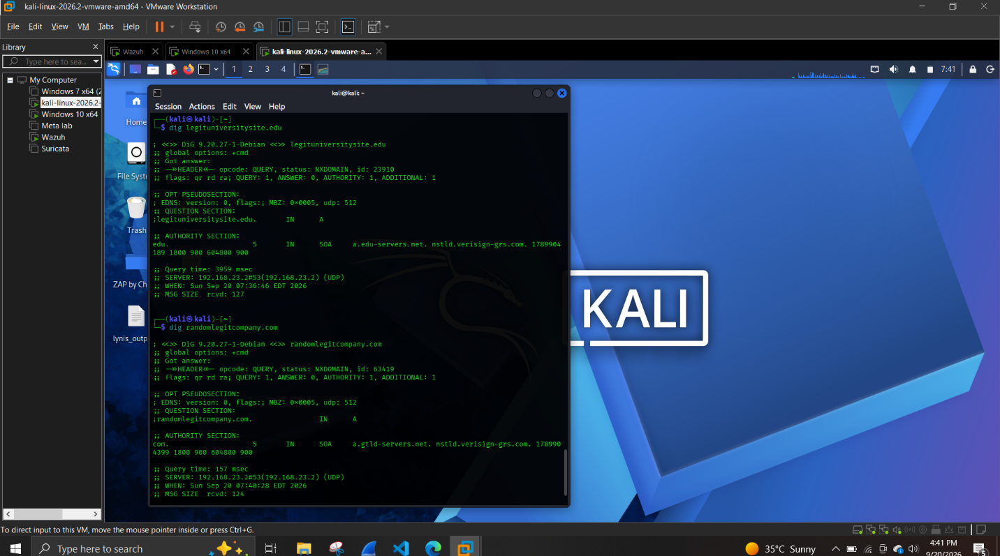 kali-linux-2026.2-vmware-amd64 - VMware Workstation
File Edit View VM Tabs Help
Library
Type here to sea...
Wazuh
Windows 10 x64
kali-linux-2026.2-vmware-a...
My Computer
Windows 7 x64 (2
kali-linux-2026.2-
Windows 10 x64
Meta lab
Wazuh
Suricata
1 2 3 4
7:41
Home
File Syste
Trash
ZAP by Ch
lynis_outp
kali@kali: ~
Session Actions Edit View Help
┌──(kali㉿kali)-[~]
└─$ dig legituniversitysite.edu
; <<>> DiG 9.20.27-1-Debian <<>> legituniversitysite.edu
;; global options: +cmd
;; Got answer:
;; ->>HEADER<<- opcode: QUERY, status: NXDOMAIN, id: 23910
;; flags: qr rd ra; QUERY: 1, ANSWER: 0, AUTHORITY: 1, ADDITIONAL: 1
;; OPT PSEUDOSECTION:
; EDNS: version: 0, flags:; MBZ: 0x0005, udp: 512
;; QUESTION SECTION:
;legituniversitysite.edu. IN A
;; AUTHORITY SECTION:
edu. 5 IN SOA a.edu-servers.net. nstld.verisign-grs.com. 1789904
189 1800 900 604800 900
;; Query time: 3959 msec
;; SERVER: 192.168.23.2#53(192.168.23.2) (UDP)
;; WHEN: Sun Sep 20 07:36:46 EDT 2026
;; MSG SIZE rcvd: 127
┌──(kali㉿kali)-[~]
└─$ dig randomlegitcompany.com
; <<>> DiG 9.20.27-1-Debian <<>> randomlegitcompany.com
;; global options: +cmd
;; Got answer:
;; ->>HEADER<<- opcode: QUERY, status: NXDOMAIN, id: 63419
;; flags: qr rd ra; QUERY: 1, ANSWER: 0, AUTHORITY: 1, ADDITIONAL: 1
;; OPT PSEUDOSECTION:
; EDNS: version: 0, flags:; MBZ: 0x0005, udp: 512
;; QUESTION SECTION:
;randomlegitcompany.com. IN A
;; AUTHORITY SECTION:
com. 5 IN SOA a.gtld-servers.net. nstld.verisign-grs.com. 178990
4399 1800 900 604800 900
;; Query time: 157 msec
;; SERVER: 192.168.23.2#53(192.168.23.2) (UDP)
;; WHEN: Sun Sep 20 07:40:28 EDT 2026
;; MSG SIZE rcvd: 124
KALI
To direct input to this VM, move the mouse pointer inside or press Ctrl+G.
Type here to search
35°C Sunny
4:41 PM
9/20/2026
5